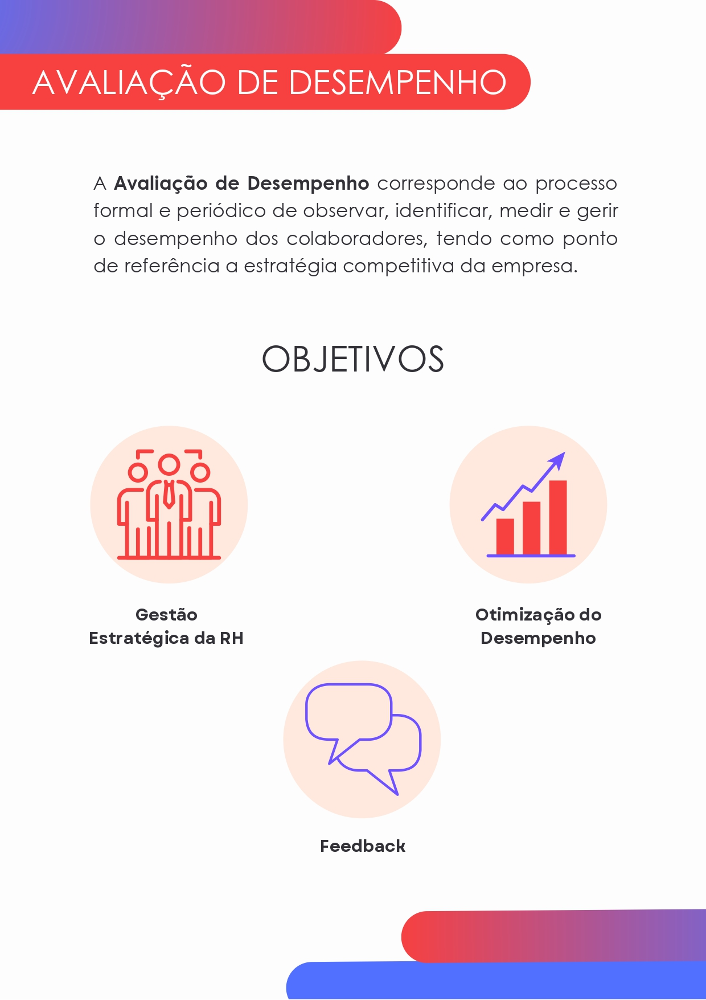 AVALIAÇÃO DE DESEMPENHO
A Avaliação de Desempenho corresponde ao processo
formal e periódico de observar, identificar, medir e gerir
o desempenho dos colaboradores, tendo como ponto
de referência a estratégia competitiva da empresa.
OBJETIVOS
Gestão
Estratégica da RH
Otimização do
Desempenho
Feedback